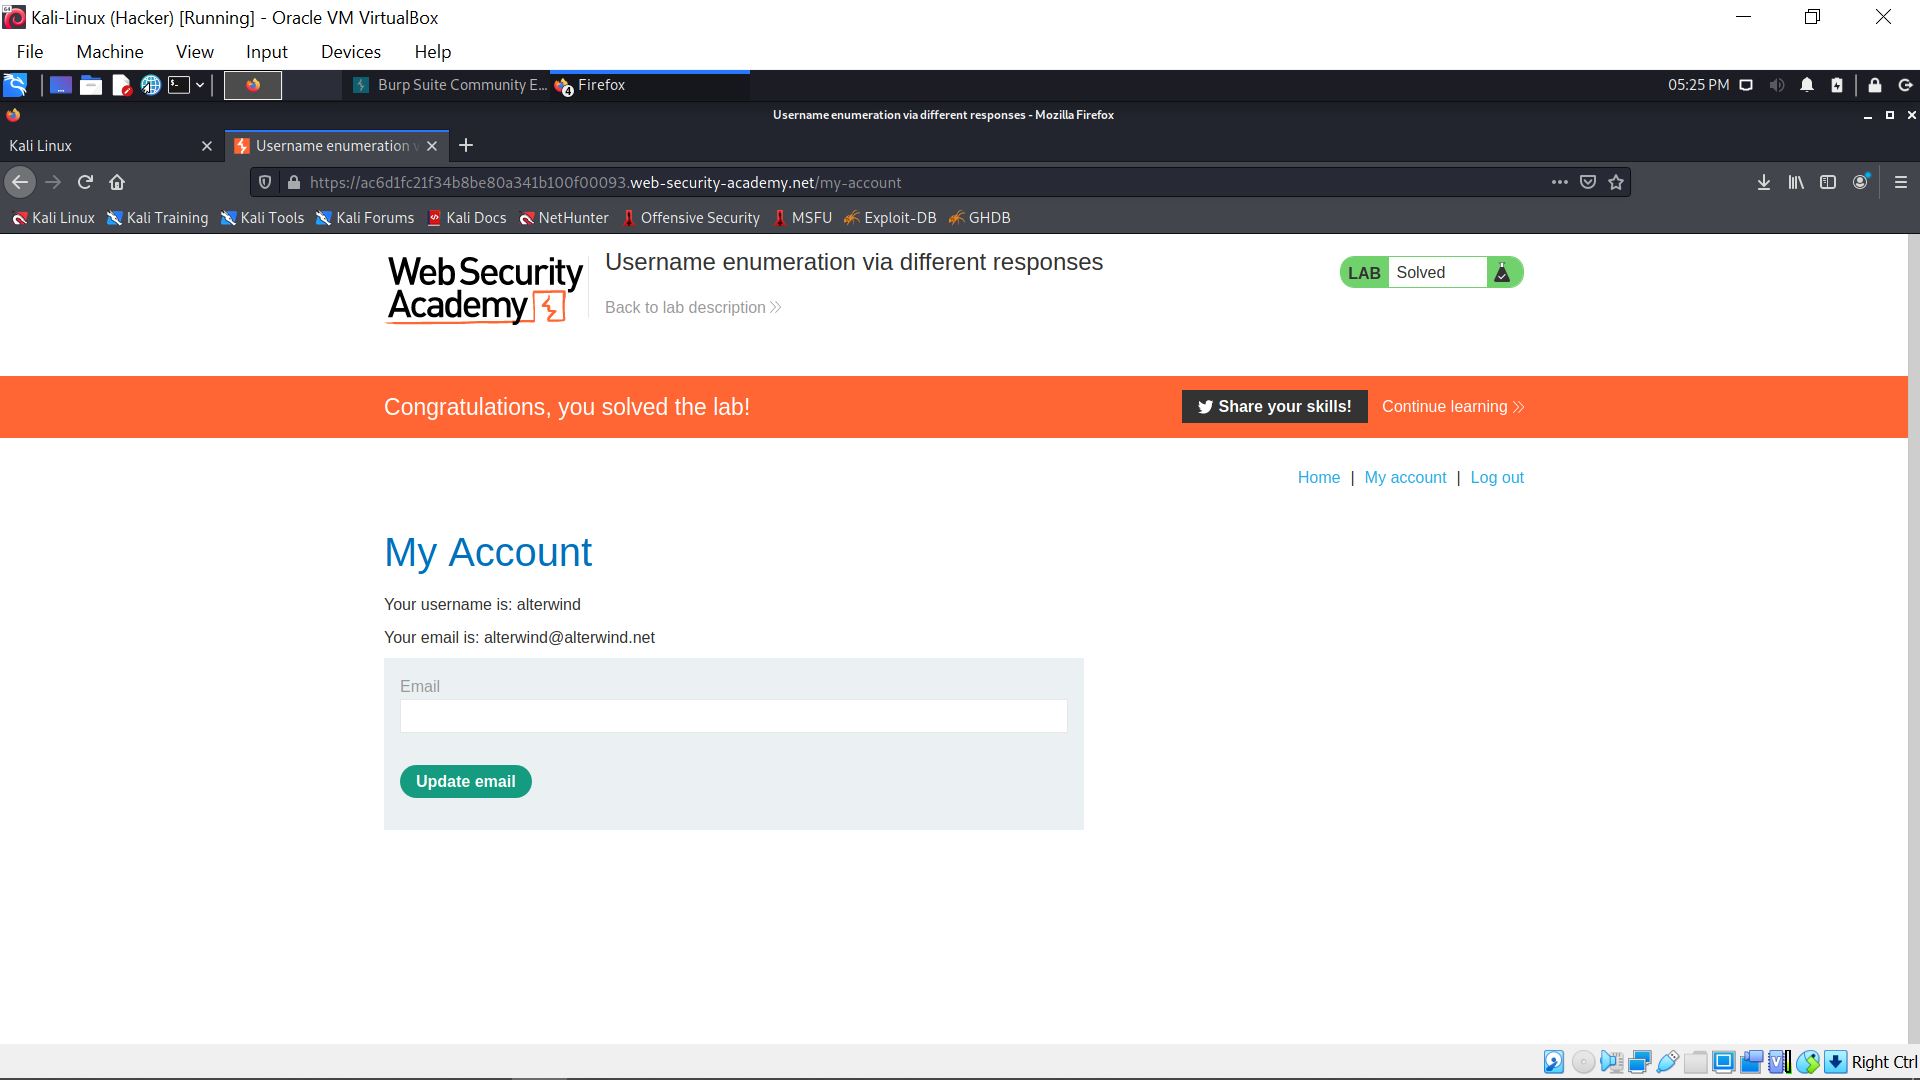 Kali-Linux (Hacker) [Running] - Oracle VM VirtualBox
File Machine View Input Devices Help
Burp Suite Community E... 4 Firefox 05:25 PM
Username enumeration via different responses - Mozilla Firefox
Kali Linux Username enumeration v
https://ac6d1fc21f34b8be80a341b100f00093.web-security-academy.net/my-account
Kali Linux Kali Training Kali Tools Kali Forums Kali Docs NetHunter Offensive Security MSFU Exploit-DB GHDB
Web Security
Academy
Username enumeration via different responses
Back to lab description
LAB Solved
Congratulations, you solved the lab!
Share your skills! Continue learning
Home | My account | Log out
My Account
Your username is: alterwind
Your email is: alterwind@alterwind.net
Email
Update email
Right Ctrl